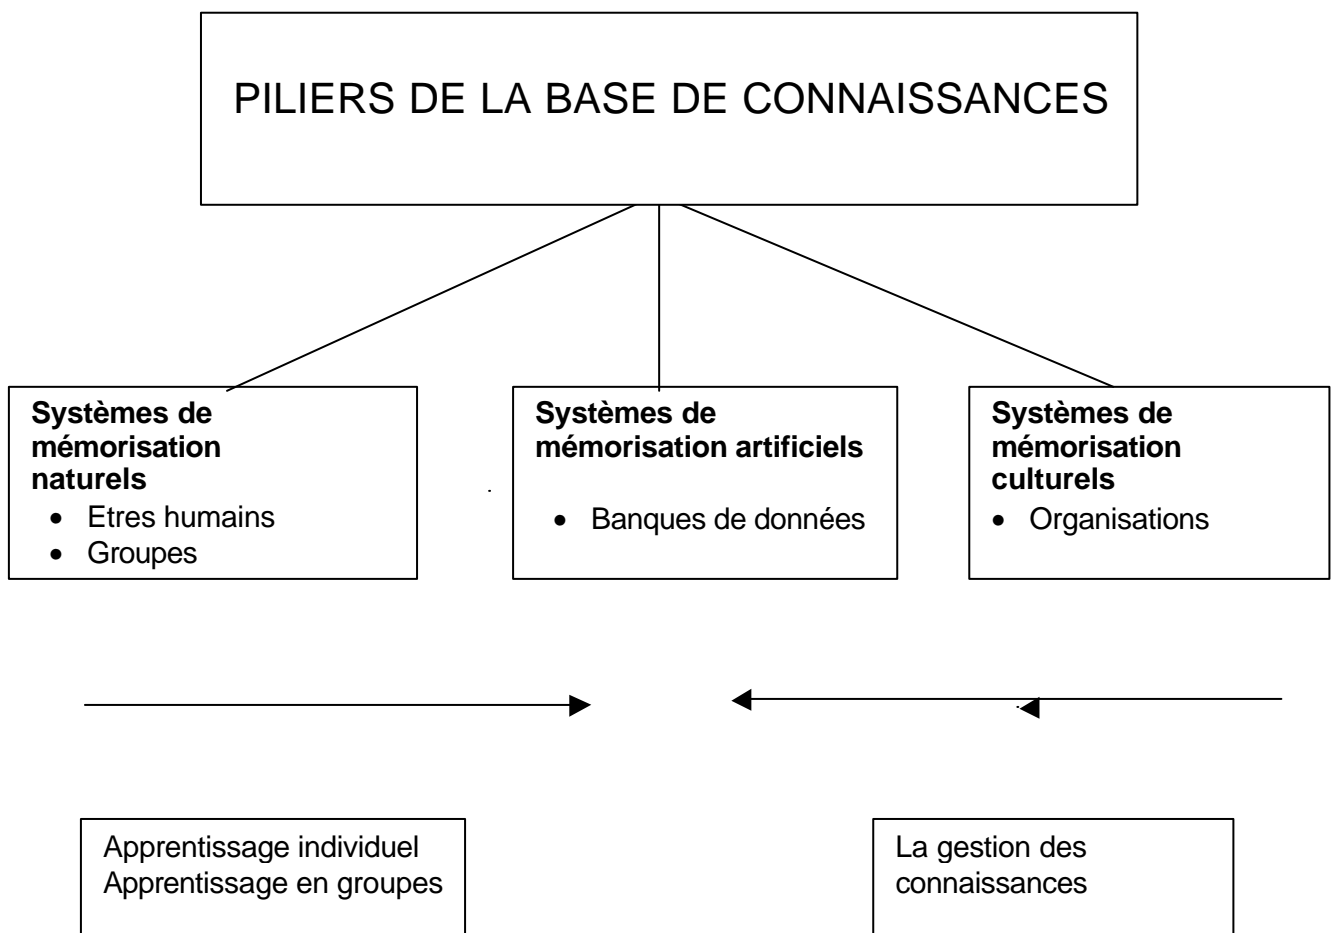 PILIERS DE LA BASE DE CONNAISSANCES
Systèmes de
mémorisation
naturels
• Etres humains
• Groupes
Systèmes de
mémorisation artificiels
• Banques de données
Systèmes de
mémorisation
culturels
• Organisations
Apprentissage individuel
Apprentissage en groupes
La gestion des
connaissances